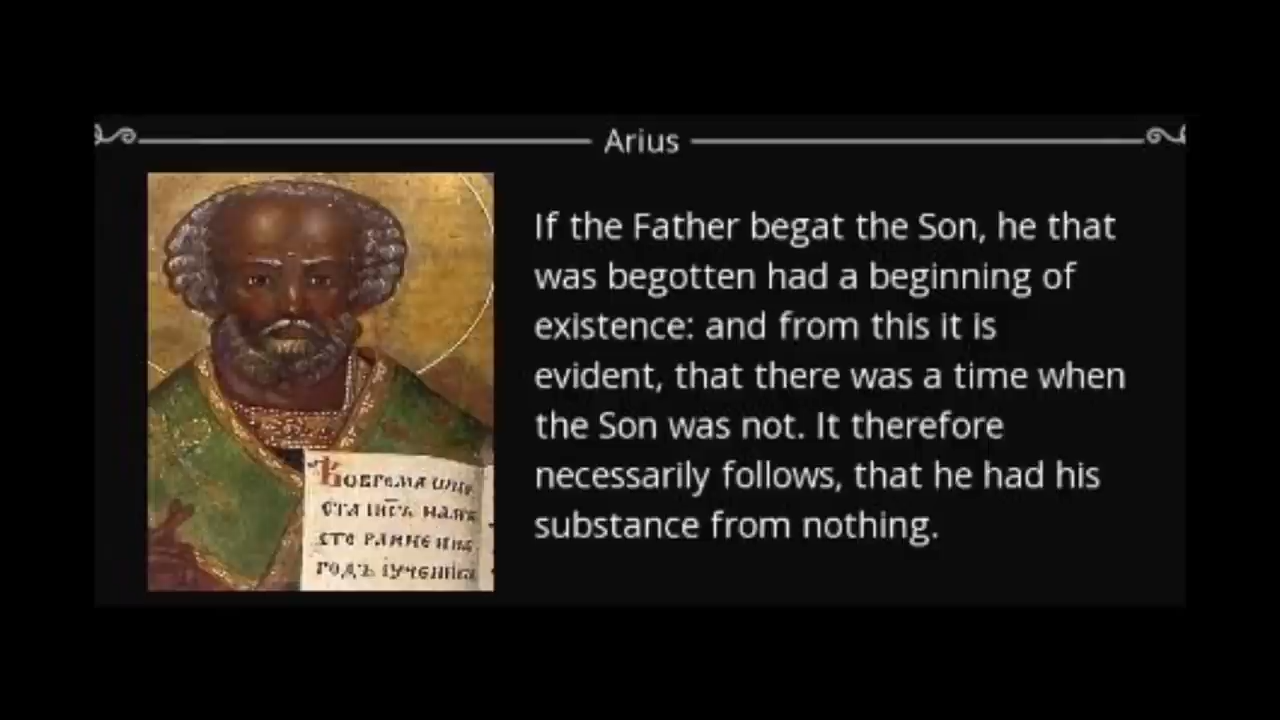 Arius
If the Father begat the Son, he that
was begotten had a beginning of
existence: and from this it is
evident, that there was a time when
the Son was not. It therefore
necessarily follows, that he had his
substance from nothing.